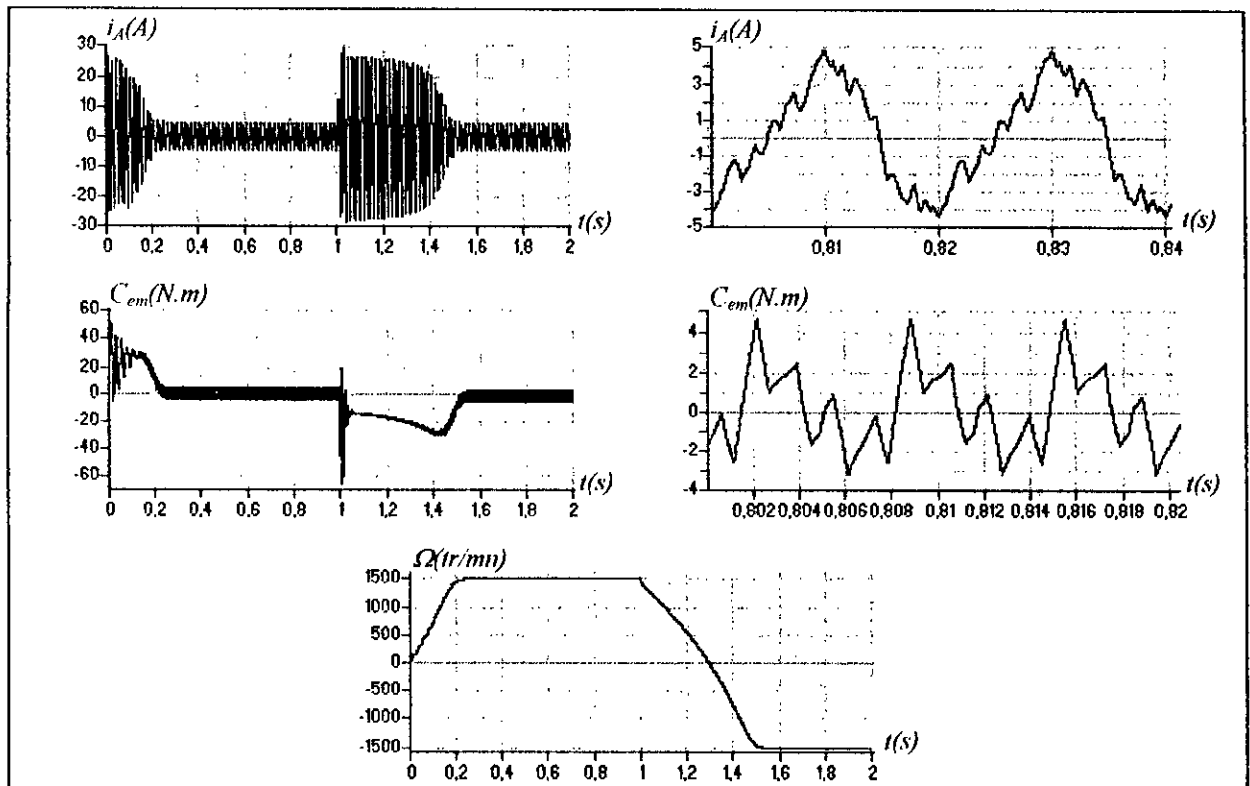 i_A(A)
30
20
10
0
-10
-20
-30
0 0,2 0,4 0,6 0,8 1 1,2 1,4 1,6 1,8 2
t(s)
i_A(A)
5
3
1
-1
-3
-5
0,81 0,82 0,83 0,84
t(s)
C_em(N.m)
60
40
20
0
-20
-40
-60
0 0,2 0,4 0,6 0,8 1 1,2 1,4 1,6 1,8 2
t(s)
C_em(N.m)
4
2
0
-2
-4
0,802 0,804 0,806 0,808 0,81 0,812 0,814 0,816 0,818 0,82
t(s)
Ω(tr/mn)
1500
1000
500
0
-500
-1000
-1500
0 0,2 0,4 0,6 0,8 1 1,2 1,4 1,6 1,8 2
t(s)